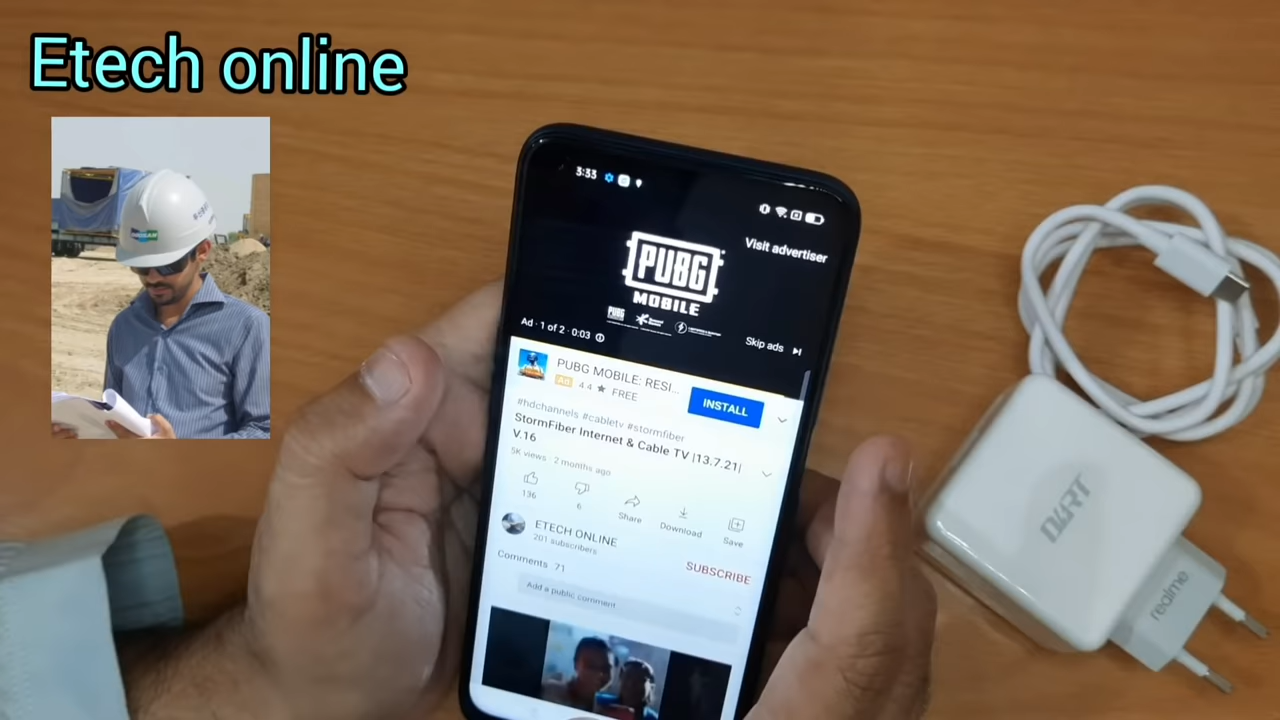 Etech online
3:33
Visit advertiser
PUBG
MOBILE
Ad · 1 of 2 · 0:03
Skip ads
PUBG MOBILE: RESI...
Ad 4.4 ★ FREE
INSTALL
#hdchannels #cabletv #stormfiber
StormFiber Internet & Cable TV |13.7.21|
V.16
5K views · 2 months ago
136
6
Share
Download
Save
ETECH ONLINE
201 subscribers
SUBSCRIBE
Comments 71
Add a public comment...
DART
realme